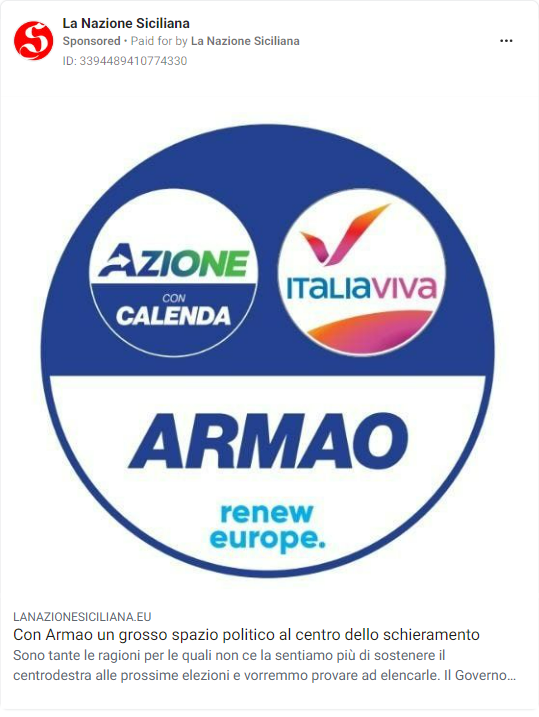 La Nazione Siciliana
Sponsored • Paid for by La Nazione Siciliana
ID: 3394489410774330
AZIONE
CON
CALENDA
ITALIAVIVA
ARMAO
renew
europe.
LANAZIONESICILIANA.EU
Con Armao un grosso spazio politico al centro dello schieramento
Sono tante le ragioni per le quali non ce la sentiamo più di sostenere il
centrodestra alle prossime elezioni e vorremmo provare ad elencarle. Il Governo...